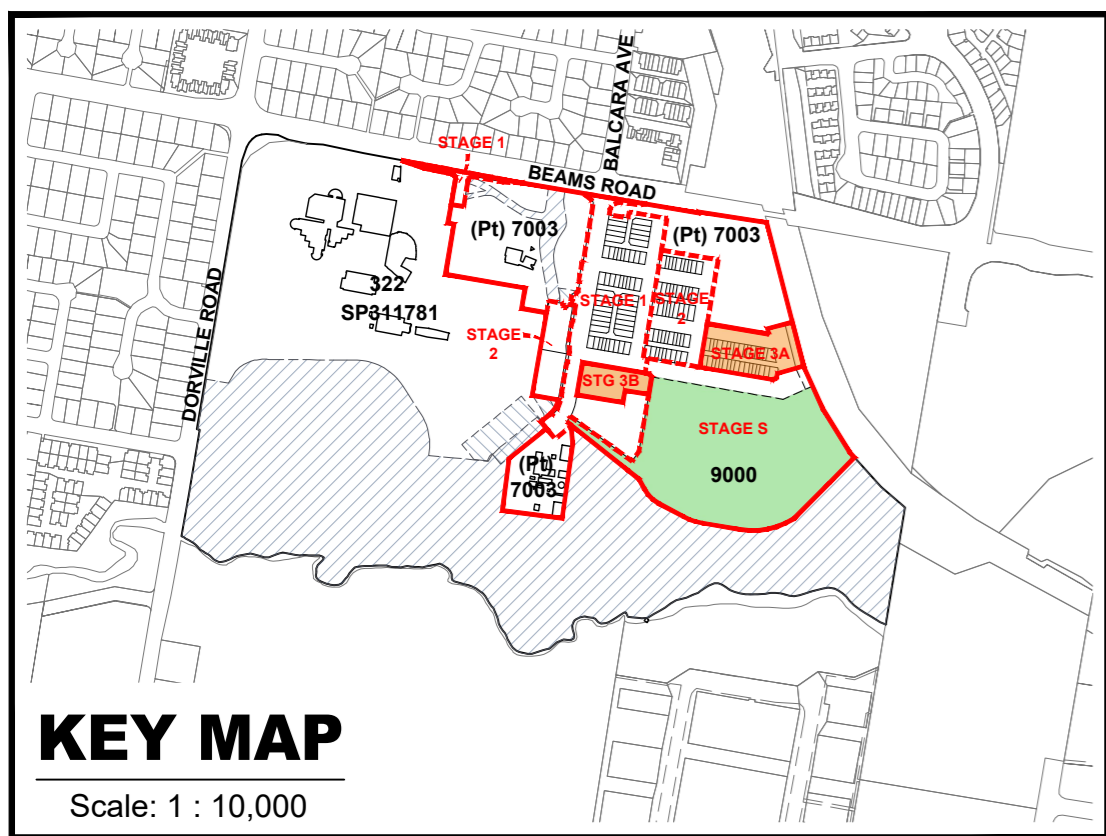 BALCARA AVE
STAGE 1
BEAMS ROAD
(Pt) 7003
(Pt) 7003
DORVILLE ROAD
322
SP311781
STAGE 1
STAGE
2
STAGE
2
STAGE 3A
STG 3B
STAGE S
9000
(Pt)
7003
KEY MAP
Scale: 1 : 10,000